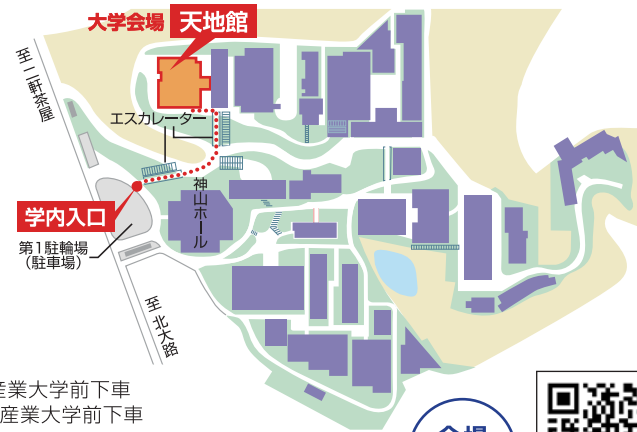 大学会場 天地館
至 二軒茶屋
エスカレーター
神山ホール
学内入口
第1駐輪場
(駐車場)
至 北大路
産業大学前下車
産業大学前下車
会場